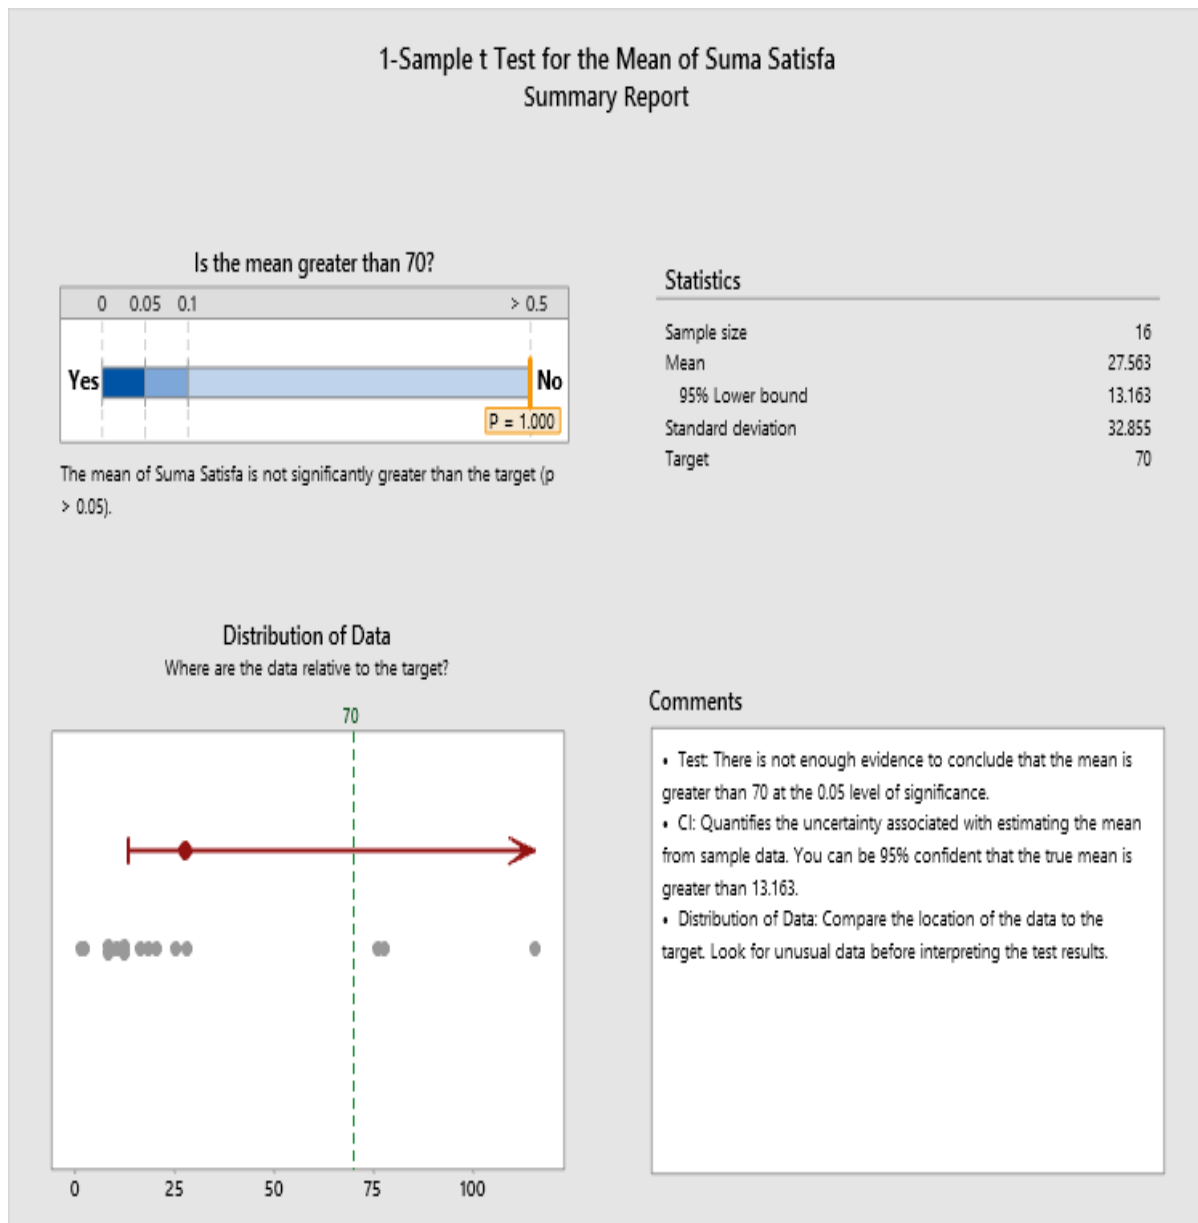 1-Sample t Test for the Mean of Suma Satisfa
Summary Report
Is the mean greater than 70?
0 0.05 0.1 > 0.5
Yes No
P = 1.000
The mean of Suma Satisfa is not significantly greater than the target (p
> 0.05).
Statistics
Sample size 16
Mean 27.563
95% Lower bound 13.163
Standard deviation 32.855
Target 70
Distribution of Data
Where are the data relative to the target?
70
0 25 50 75 100
Comments
• Test: There is not enough evidence to conclude that the mean is
greater than 70 at the 0.05 level of significance.
• CI: Quantifies the uncertainty associated with estimating the mean
from sample data. You can be 95% confident that the true mean is
greater than 13.163.
• Distribution of Data: Compare the location of the data to the
target. Look for unusual data before interpreting the test results.